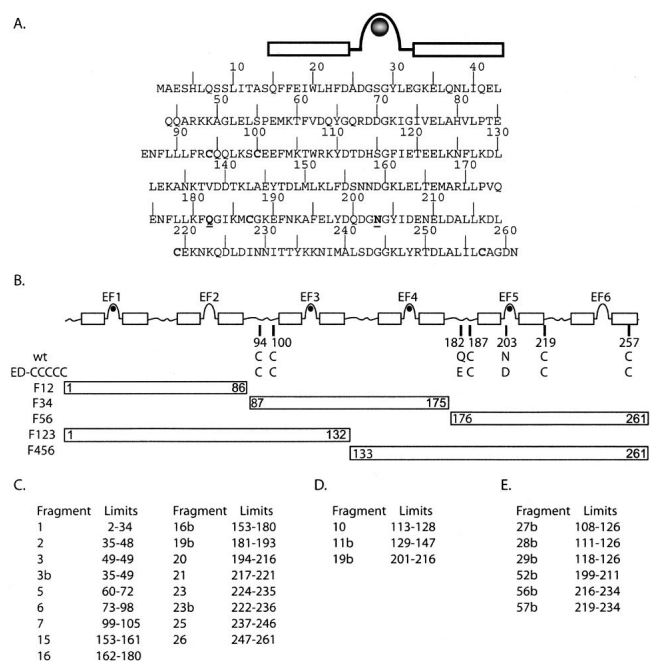 A.
10 20 30 40
MAESHLQSSLITASQFFEIWLHFDADGSGYLEGKELQNLIQEL
50 60 70 80
QQARKKAGLELSPEMKTFVDQYGQRDDGKIGIVELAHVLPTE
90 100 110 120 130
ENFLLLFRCQQLKSCEEFMKTWRKYDTDHSGFIETEELKNFLKDL
140 150 160 170
LEKANKTVDDTKLAEYTDLMLKLFDSNNDGKLELTEMARLLPVQ
180 190 200 210
ENFLLKFQGIKMCGKEFNKAFELYDQDGNGYIDENELDALLKDL
220 230 240 250 260
CEKNKQDLDINNITTYKKNIMALSDGGKLYRTDLALILCAGDN
B.
EF1 EF2 EF3 EF4 EF5 EF6
94 100 182 187 203 219 257
wt C C Q C N C C
ED-CCCCC C C E C D C C
F12 1 86
F34 87 175
F56 176 261
F123 1 132
F456 133 261
C. D. E.
Fragment Limits Fragment Limits Fragment Limits Fragment Limits
1 2-34 16b 153-180 10 113-128 27b 108-126
2 35-48 19b 181-193 11b 129-147 28b 111-126
3 49-49 20 194-216 19b 201-216 29b 118-126
3b 35-49 21 217-221 52b 199-211
5 60-72 23 224-235 56b 216-234
6 73-98 23b 222-236 57b 219-234
7 99-105 25 237-246
15 153-161 26 247-261
16 162-180